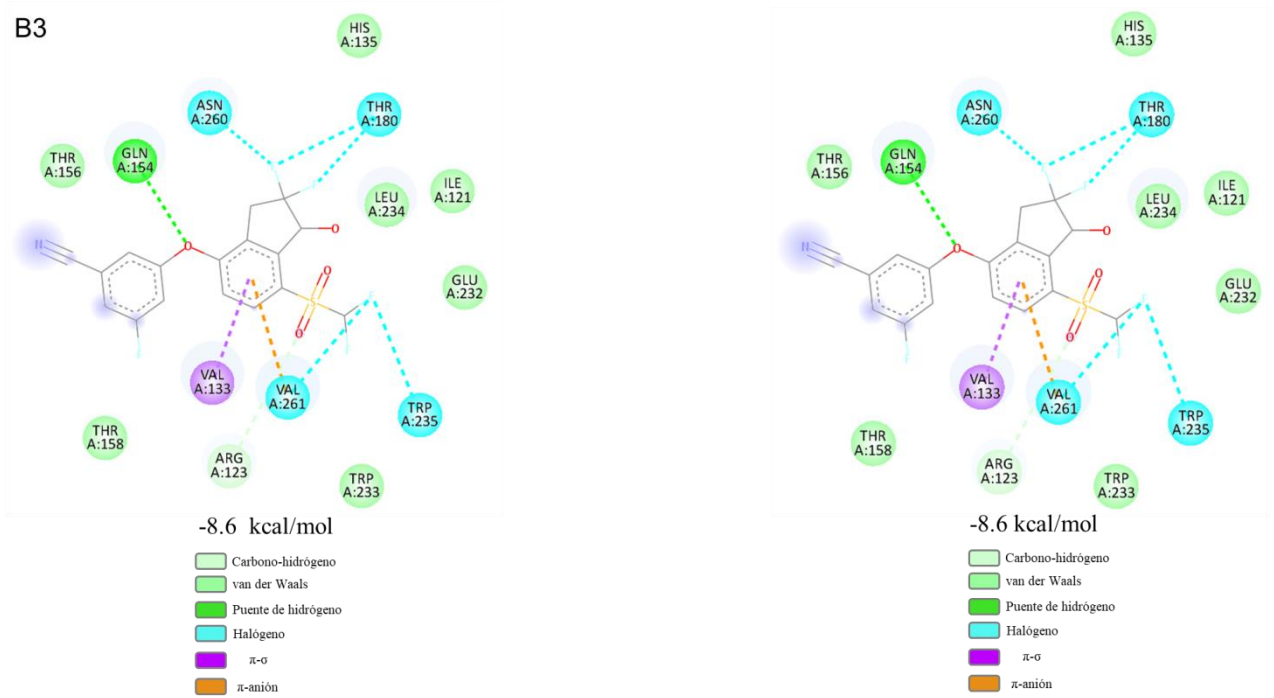 B3
HIS
A:135
ASN
A:260
THR
A:180
GLN
A:154
THR
A:156
LEU
A:234
ILE
A:121
N
O
O
GLU
A:232
O
S
O
VAL
A:133
VAL
A:261
TRP
A:235
THR
A:158
ARG
A:123
TRP
A:233
-8.6 kcal/mol
Carbono-hidrógeno
van der Waals
Puente de hidrógeno
Halógeno
π-σ
π-anión
HIS
A:135
ASN
A:260
THR
A:180
GLN
A:154
THR
A:156
LEU
A:234
ILE
A:121
N
O
O
GLU
A:232
O
S
O
VAL
A:133
VAL
A:261
TRP
A:235
THR
A:158
ARG
A:123
TRP
A:233
-8.6 kcal/mol
Carbono-hidrógeno
van der Waals
Puente de hidrógeno
Halógeno
π-σ
π-anión